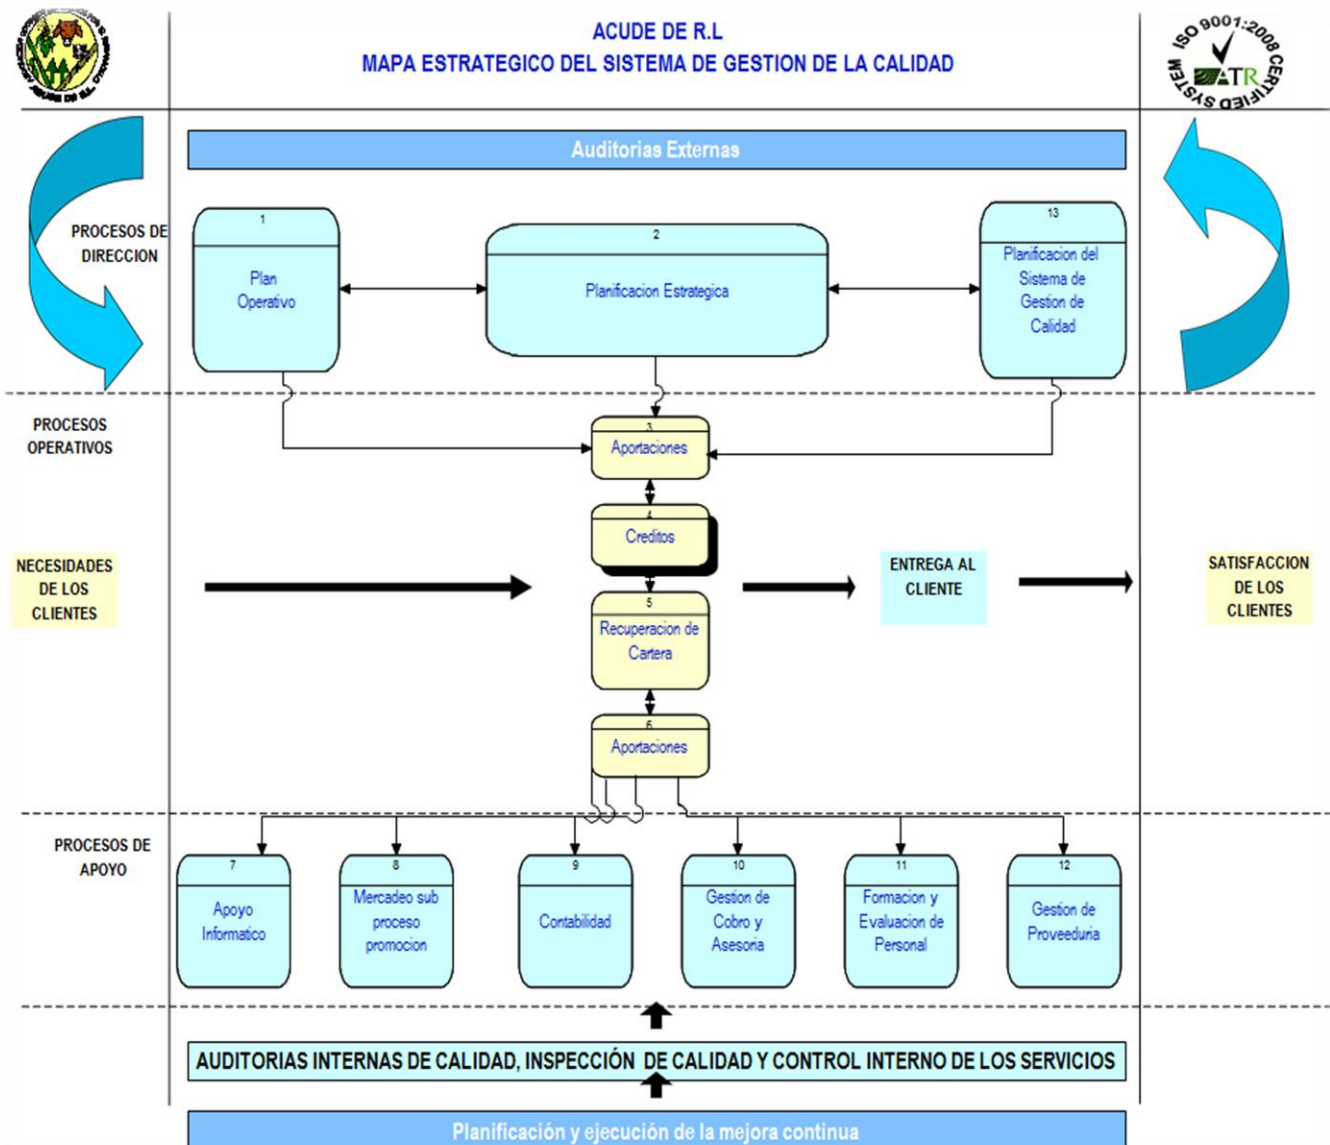 ACUDE DE R.L
MAPA ESTRATEGICO DEL SISTEMA DE GESTION DE LA CALIDAD
ACUDE DE R.L.
ISO 9001:2008 CERTIFIED SYSTEM
ATR
Auditorias Externas
PROCESOS DE
DIRECCION
1
Plan
Operativo
2
Planificacion Estrategica
13
Planificacion del
Sistema de
Gestion de
Calidad
PROCESOS
OPERATIVOS
3
Aportaciones
4
Creditos
NECESIDADES
DE LOS
CLIENTES
ENTREGA AL
CLIENTE
SATISFACCION
DE LOS
CLIENTES
5
Recuperacion de
Cartera
6
Aportaciones
PROCESOS DE
APOYO
7
Apoyo
Informatico
8
Mercadeo sub
proceso
promocion
9
Contabilidad
10
Gestion de
Cobro y
Asesoria
11
Formacion y
Evaluacion de
Personal
12
Gestion de
Proveeduria
AUDITORIAS INTERNAS DE CALIDAD, INSPECCIÓN DE CALIDAD Y CONTROL INTERNO DE LOS SERVICIOS
Planificación y ejecución de la mejora continua